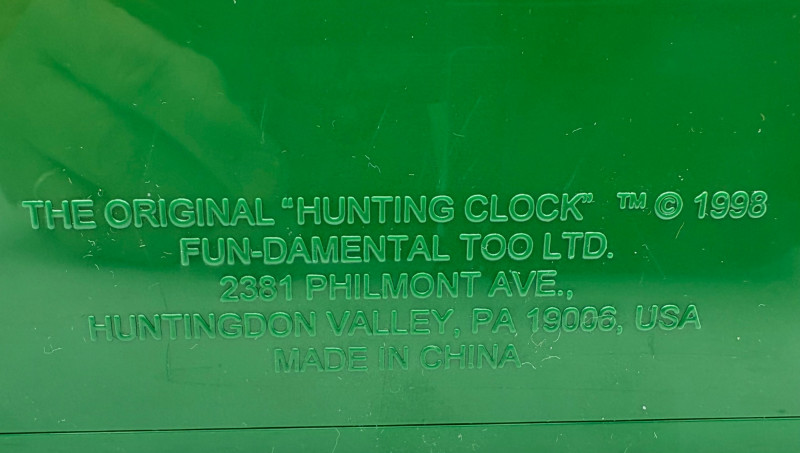 THE ORIGINAL “HUNTING CLOCK” ™ © 1998
FUN-DAMENTAL TOO LTD.
2381 PHILMONT AVE.,
HUNTINGDON VALLEY, PA 19006, USA
MADE IN CHINA